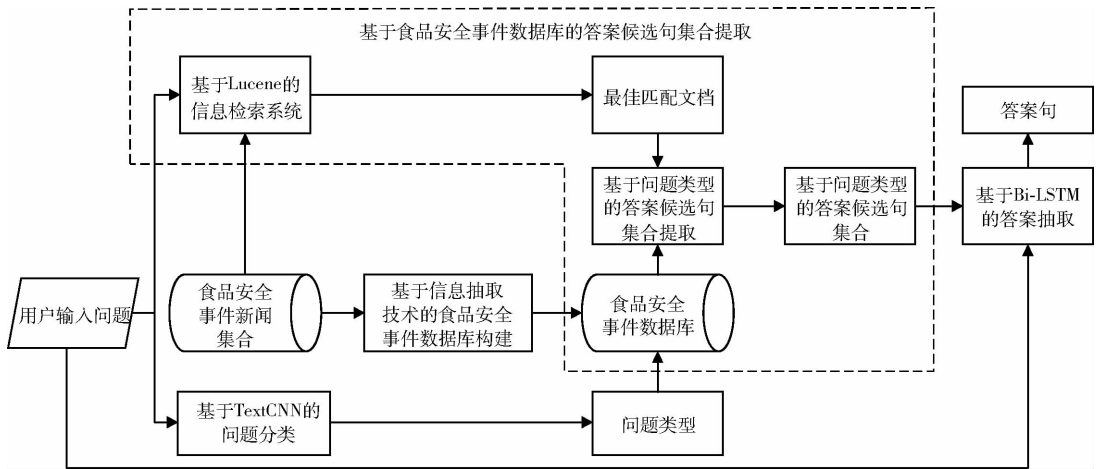 基于食品安全事件数据库的答案候选句集合提取
基于Lucene的
信息检索系统
最佳匹配文档
答案句
基于问题类型
的答案候选句
集合提取
基于问题类型
的答案候选句
集合
基于Bi-LSTM
的答案抽取
用户输入问题
食品安全
事件新闻
集合
基于信息抽取
技术的食品安全
事件数据库构建
食品安全
事件数据库
基于TextCNN的
问题分类
问题类型